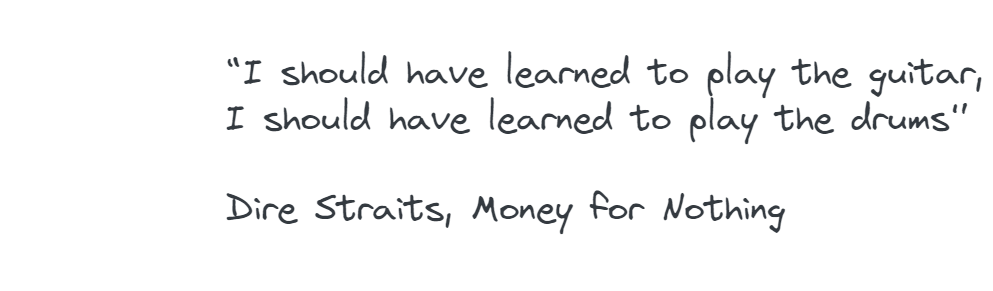 “I should have learned to play the guitar,
I should have learned to play the drums”
Dire Straits, Money for Nothing